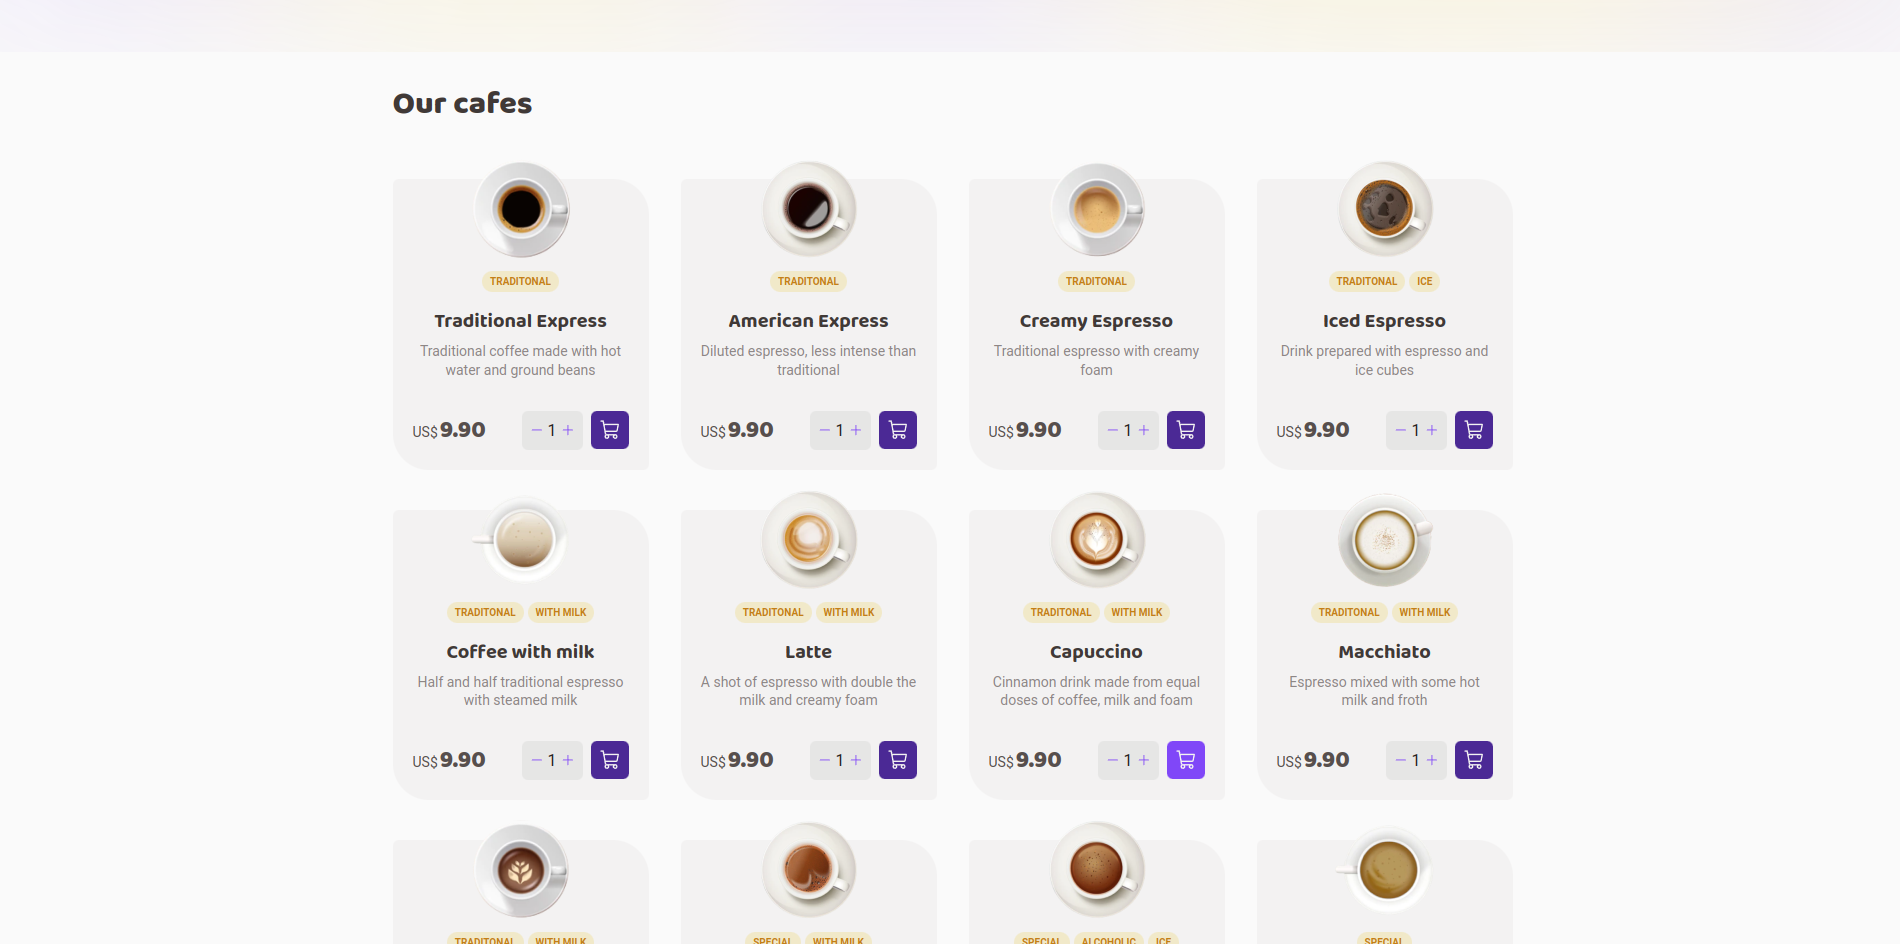 Our cafes
TRADITONAL
TRADITONAL
TRADITONAL
TRADITONAL ICE
Traditional Express
American Express
Creamy Espresso
Iced Espresso
Traditional coffee made with hot
water and ground beans
Diluted espresso, less intense than
traditional
Traditional espresso with creamy
foam
Drink prepared with espresso and
ice cubes
US$ 9.90 − 1 +
US$ 9.90 − 1 +
US$ 9.90 − 1 +
US$ 9.90 − 1 +
TRADITONAL WITH MILK
TRADITONAL WITH MILK
TRADITONAL WITH MILK
TRADITONAL WITH MILK
Coffee with milk
Latte
Capuccino
Macchiato
Half and half traditional espresso
with steamed milk
A shot of espresso with double the
milk and creamy foam
Cinnamon drink made from equal
doses of coffee, milk and foam
Espresso mixed with some hot
milk and froth
US$ 9.90 − 1 +
US$ 9.90 − 1 +
US$ 9.90 − 1 +
US$ 9.90 − 1 +
TRADITONAL WITH MILK
SPECIAL WITH MILK
SPECIAL ALCOHOLIC ICE
SPECIAL